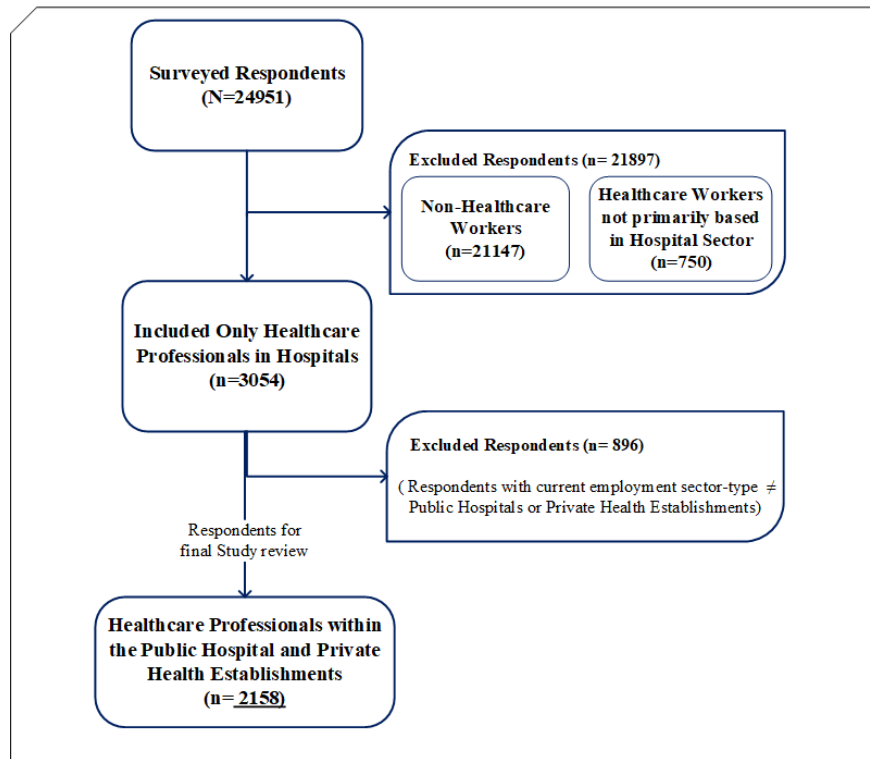 Surveyed Respondents
(N=24951)
Excluded Respondents (n= 21897)
Non-Healthcare
Workers
(n=21147)
Healthcare Workers
not primarily based
in Hospital Sector
(n=750)
Included Only Healthcare
Professionals in Hospitals
(n=3054)
Excluded Respondents (n= 896)
( Respondents with current employment sector-type ≠
Public Hospitals or Private Health Establishments)
Respondents for
final Study review
Healthcare Professionals within
the Public Hospital and Private
Health Establishments
(n= 2158)